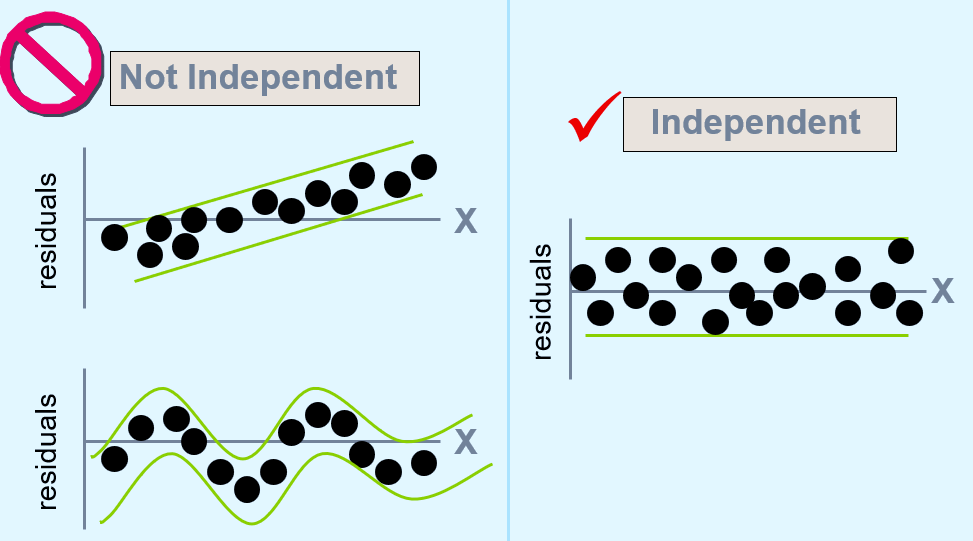 Not Independent
residuals
X
residuals
X
Independent
residuals
X